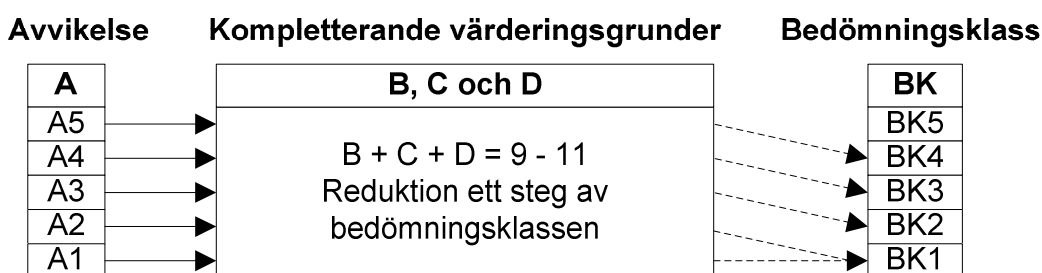 Avvikelse Kompletterande värderingsgrunder Bedömningsklass
A B, C och D BK
A5 BK5
A4 B + C + D = 9 - 11 BK4
A3 Reduktion ett steg av BK3
A2 bedömningsklassen BK2
A1 BK1